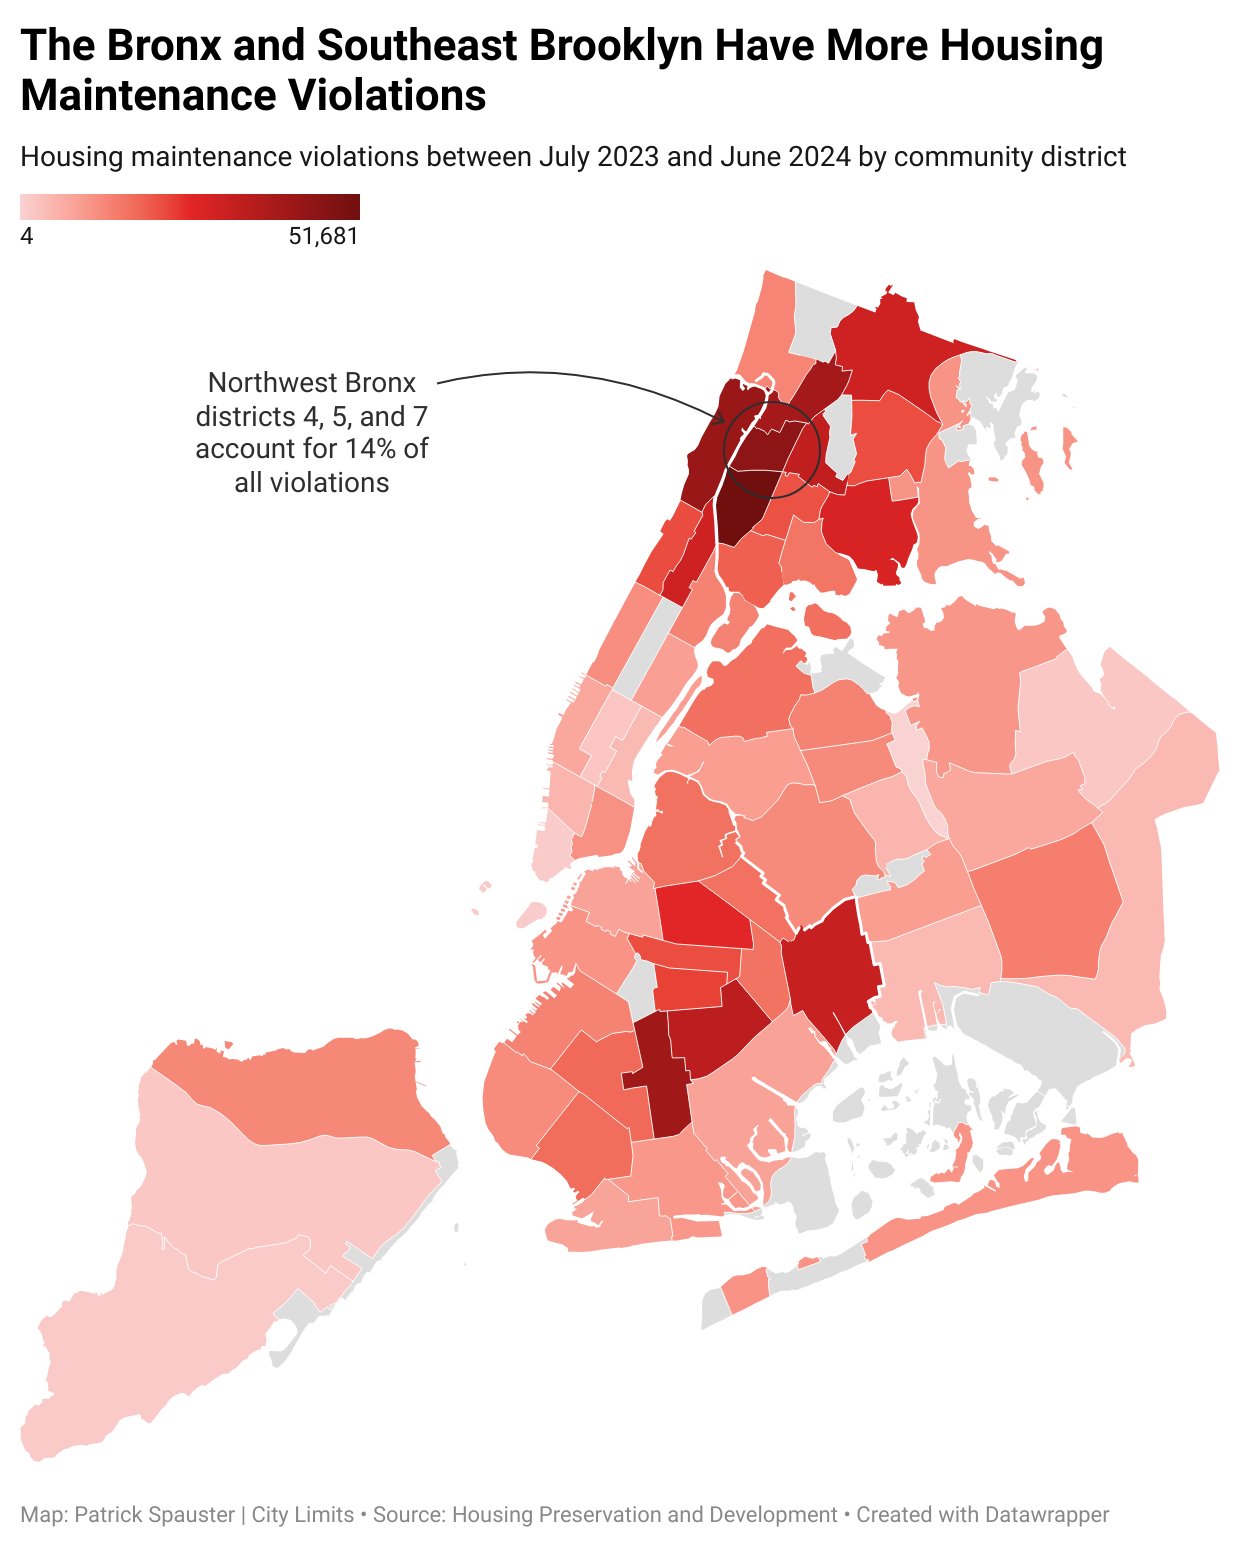 The Bronx and Southeast Brooklyn Have More Housing
Maintenance Violations
Housing maintenance violations between July 2023 and June 2024 by community district
4 51,681
Northwest Bronx
districts 4, 5, and 7
account for 14% of
all violations
Map: Patrick Spauster | City Limits • Source: Housing Preservation and Development • Created with Datawrapper